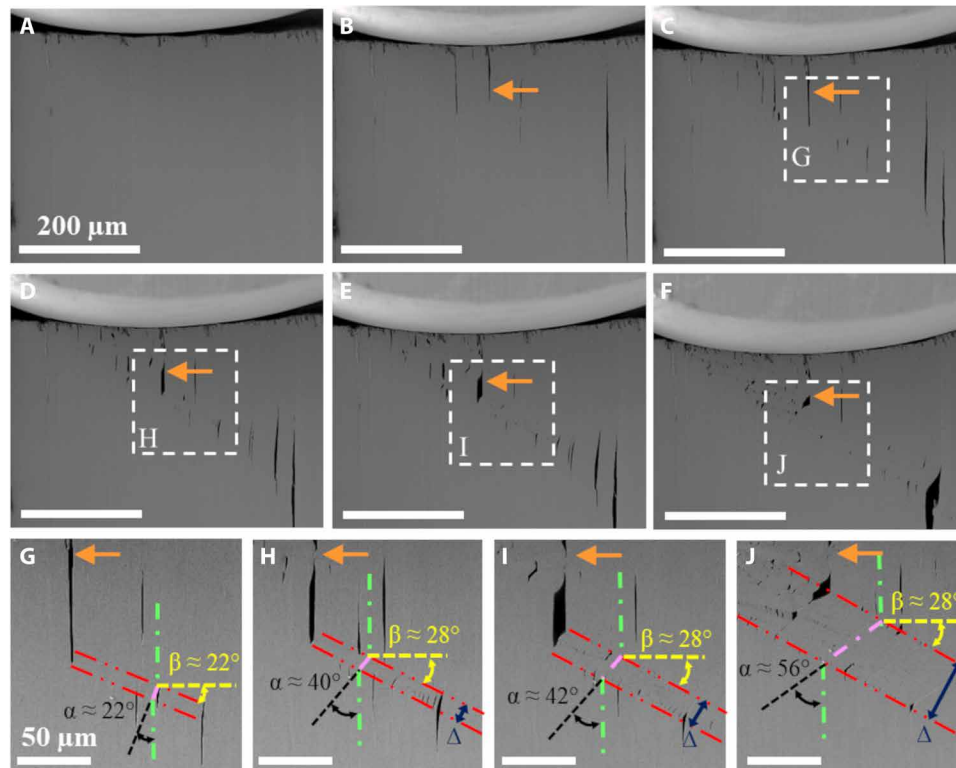 A
B
C
200 µm
G
D
E
F
H
I
J
G
H
I
J
β ≈ 22°
β ≈ 28°
β ≈ 28°
β ≈ 28°
α ≈ 22°
α ≈ 40°
α ≈ 42°
α ≈ 56°
50 µm
Δ
Δ
Δ